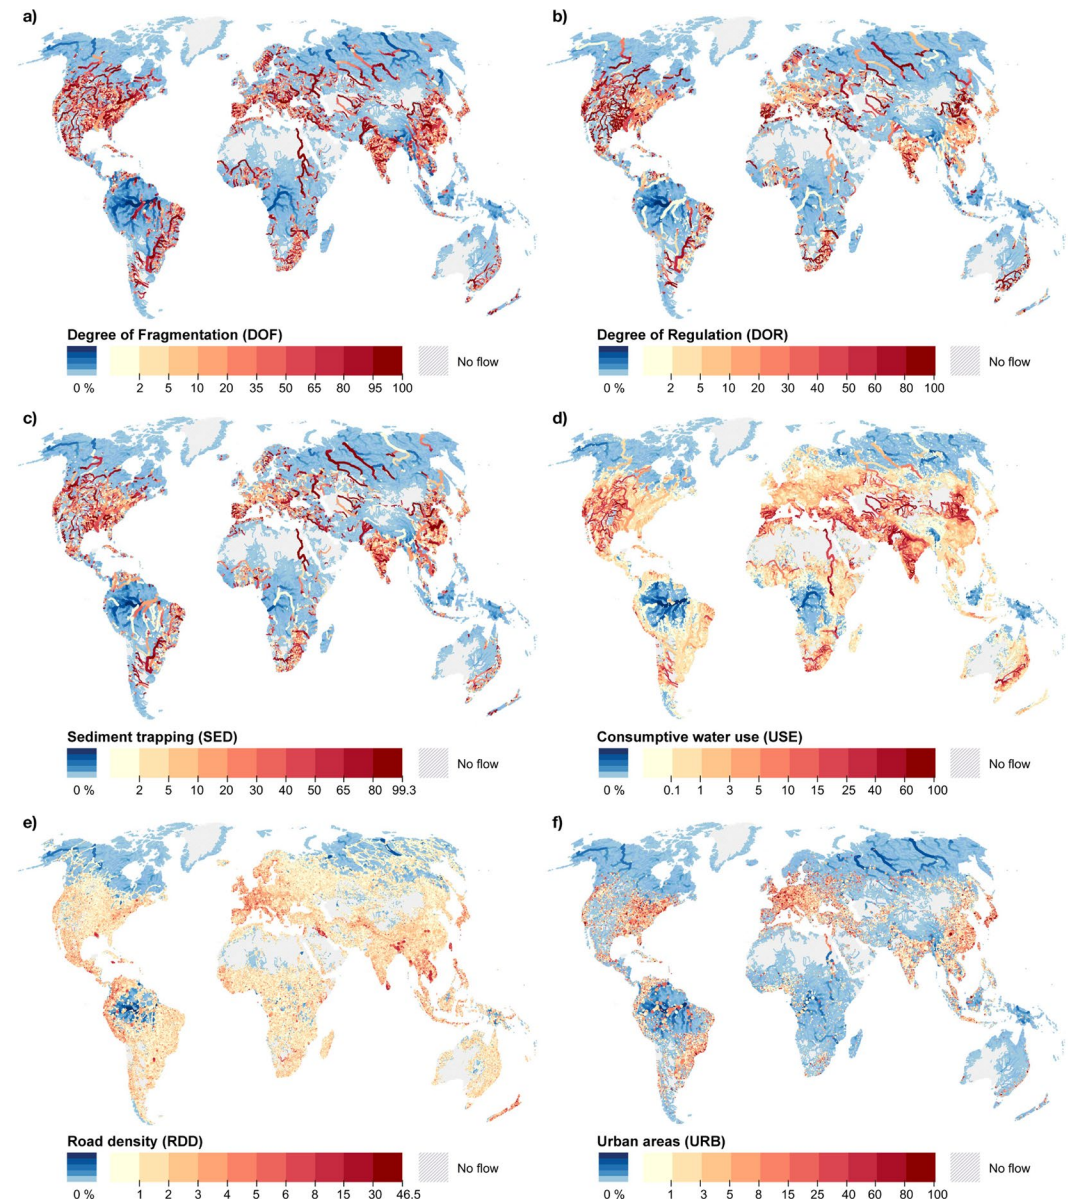 a)
b)
Degree of Fragmentation (DOF)
0 % 2 5 10 20 35 50 65 80 95 100 No flow
Degree of Regulation (DOR)
0 % 2 5 10 20 30 40 50 60 80 100 No flow
c)
d)
Sediment trapping (SED)
0 % 2 5 10 20 30 40 50 65 80 99.3 No flow
Consumptive water use (USE)
0 % 0.1 1 3 5 10 15 25 40 60 100 No flow
e)
f)
Road density (RDD)
0 % 1 2 3 4 5 6 8 15 30 46.5 No flow
Urban areas (URB)
0 % 1 3 5 8 15 25 40 60 80 100 No flow